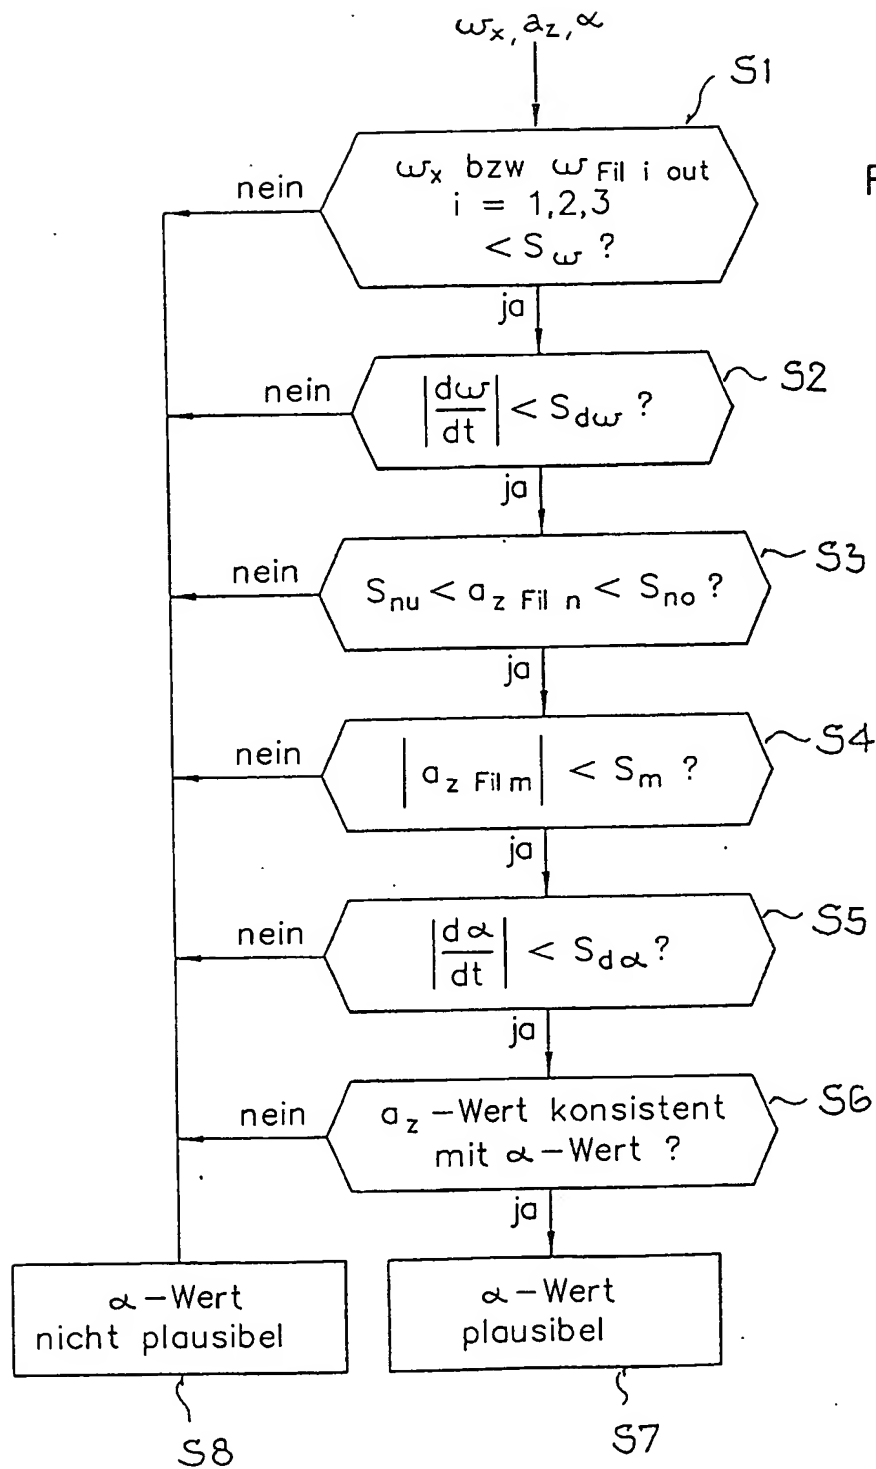 ω_x, a_z, α
S1
ω_x bzw ω_Fil i out
i = 1,2,3
< S_ω ?
nein
F
ja
S2
|dω/dt| < S_dω ?
nein
ja
S3
S_nu < a_z Fil n < S_no ?
nein
ja
S4
|a_z Fil m| < S_m ?
nein
ja
S5
|dα/dt| < S_dα ?
nein
ja
S6
a_z-Wert konsistent
mit α-Wert ?
nein
ja
α-Wert
nicht plausibel
α-Wert
plausibel
S8
S7